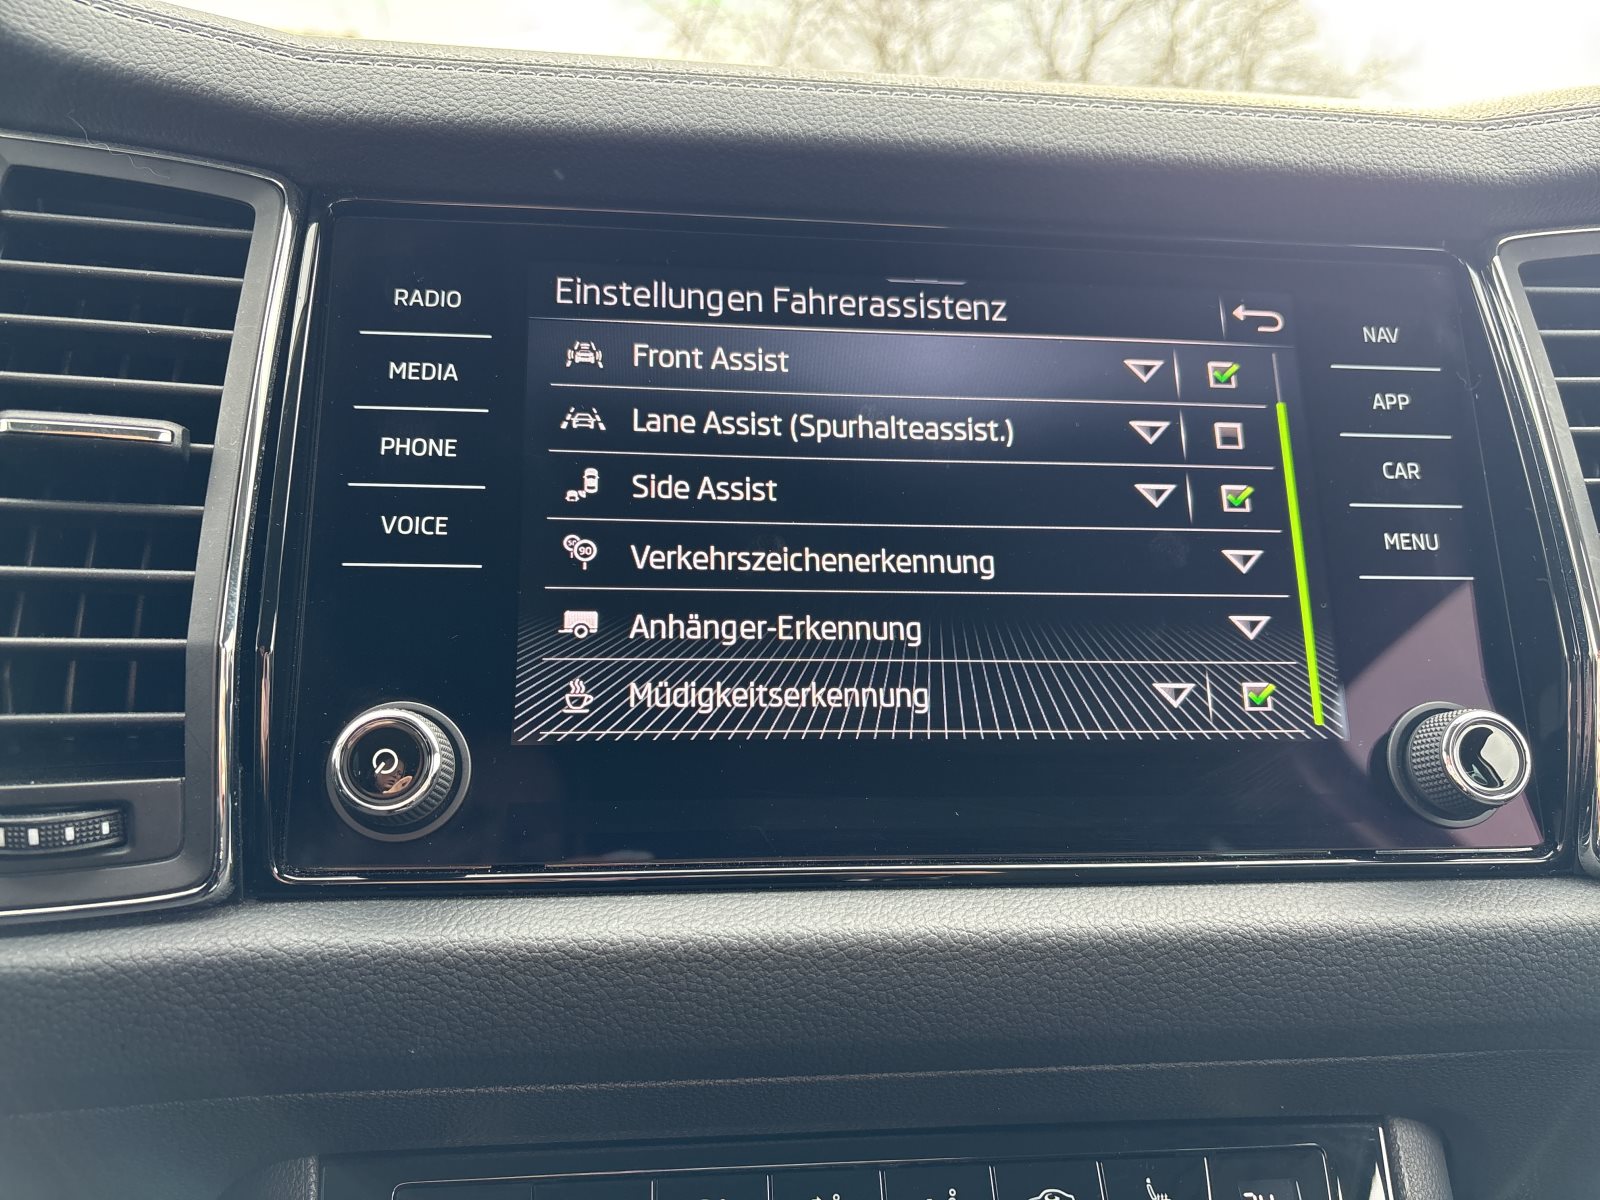 Einstellungen Fahrerassistenz
Front Assist
Lane Assist (Spurhalteassist.)
Side Assist
90
Verkehrszeichenerkennung
Anhänger-Erkennung
Müdigkeitserkennung
RADIO
MEDIA
PHONE
VOICE
NAV
APP
CAR
MENU